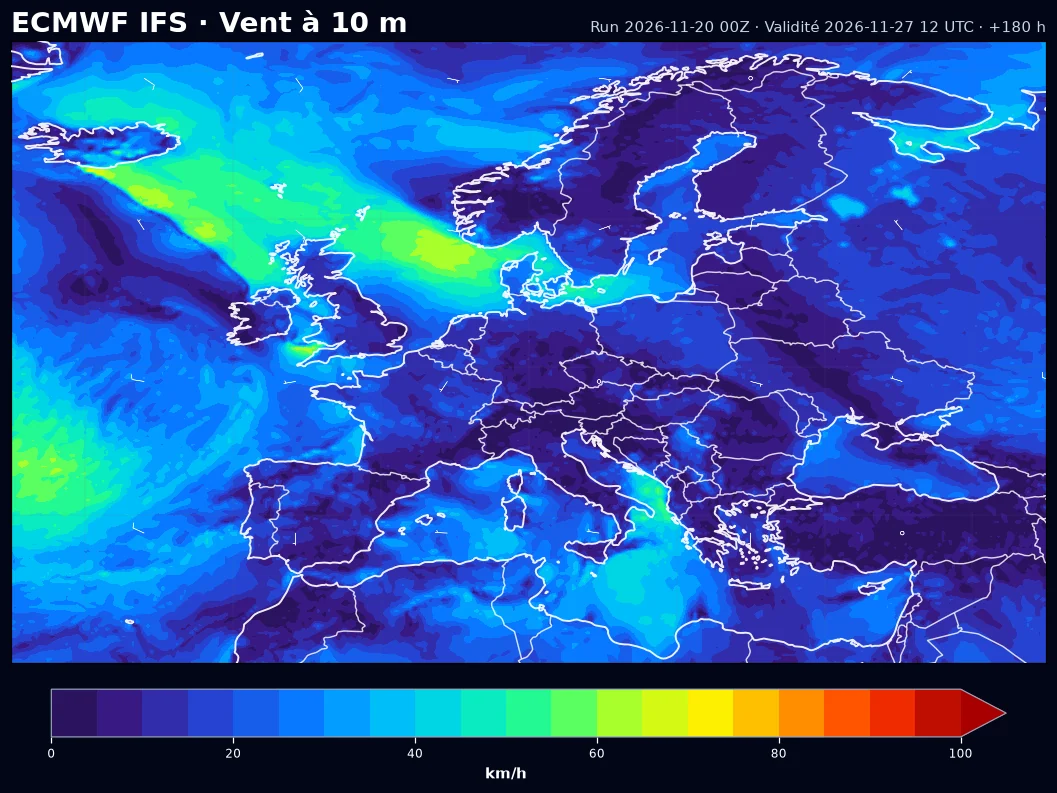 ECMWF IFS · Vent à 10 m
Run 2026-11-20 00Z · Validité 2026-11-27 12 UTC · +180 h
0 20 40 60 80 100
km/h